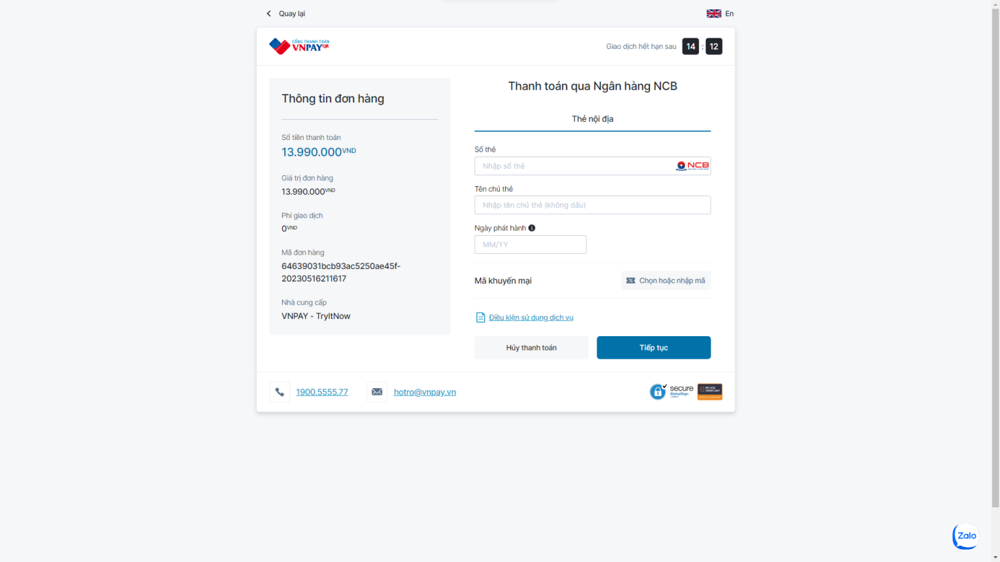 Quay lại
En
CỔNG THANH TOÁN
VNPAYQR
Giao dịch hết hạn sau 14 : 12
Thông tin đơn hàng
Số tiền thanh toán
13.990.000VND
Giá trị đơn hàng
13.990.000VND
Phí giao dịch
0VND
Mã đơn hàng
64639031bcb93ac5250ae45f-
20230516211617
Nhà cung cấp
VNPAY - TryItNow
Thanh toán qua Ngân hàng NCB
Thẻ nội địa
Số thẻ
Nhập số thẻ
NCB
Tên chủ thẻ
Nhập tên chủ thẻ (không dấu)
Ngày phát hành
MM/YY
Mã khuyến mại
Chọn hoặc nhập mã
Điều kiện sử dụng dịch vụ
Hủy thanh toán
Tiếp tục
1900.5555.77
hotro@vnpay.vn
secure
GlobalSign
PCI DSS
COMPLIANT
Zalo